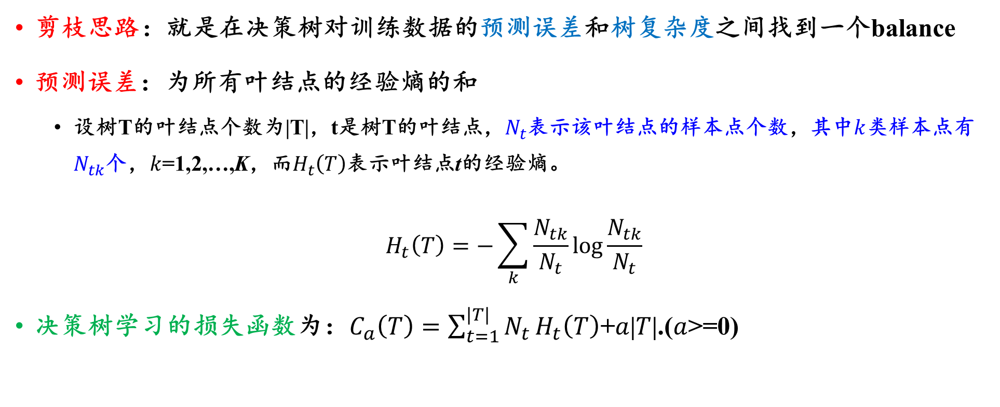 • 剪枝思路：就是在决策树对训练数据的预测误差和树复杂度之间找到一个balance
• 预测误差：为所有叶结点的经验熵的和
• 设树T的叶结点个数为|T|，t是树T的叶结点，$N_t$表示该叶结点的样本点个数，其中$k$类样本点有
$N_{tk}$个，$k$=1,2,…,K，而$H_t(T)$表示叶结点t的经验熵。
$H_t(T) = -\sum_k \frac{N_{tk}}{N_t} \log \frac{N_{tk}}{N_t}$
• 决策树学习的损失函数为：$C_a(T) = \sum_{t=1}^{|T|} N_t H_t(T) + a|T|$.($a$>=0)